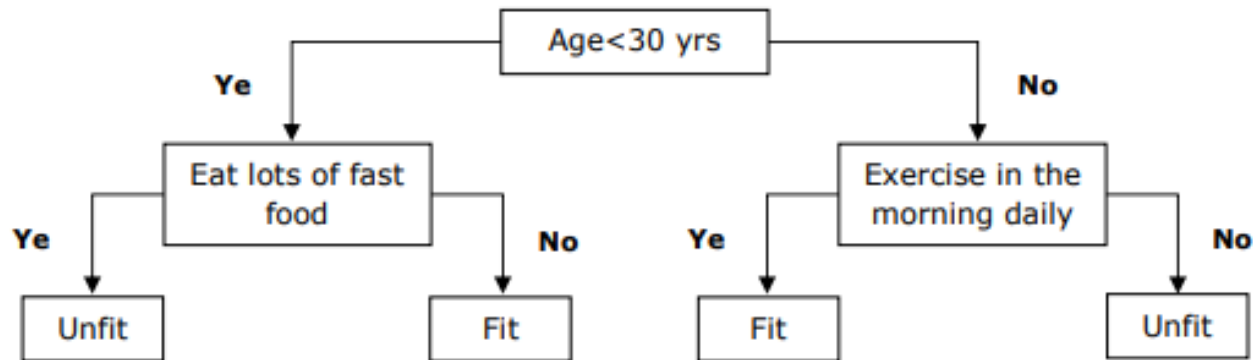 Age<30 yrs
Ye
No
Eat lots of fast
food
Exercise in the
morning daily
Ye
No
Ye
No
Unfit
Fit
Fit
Unfit